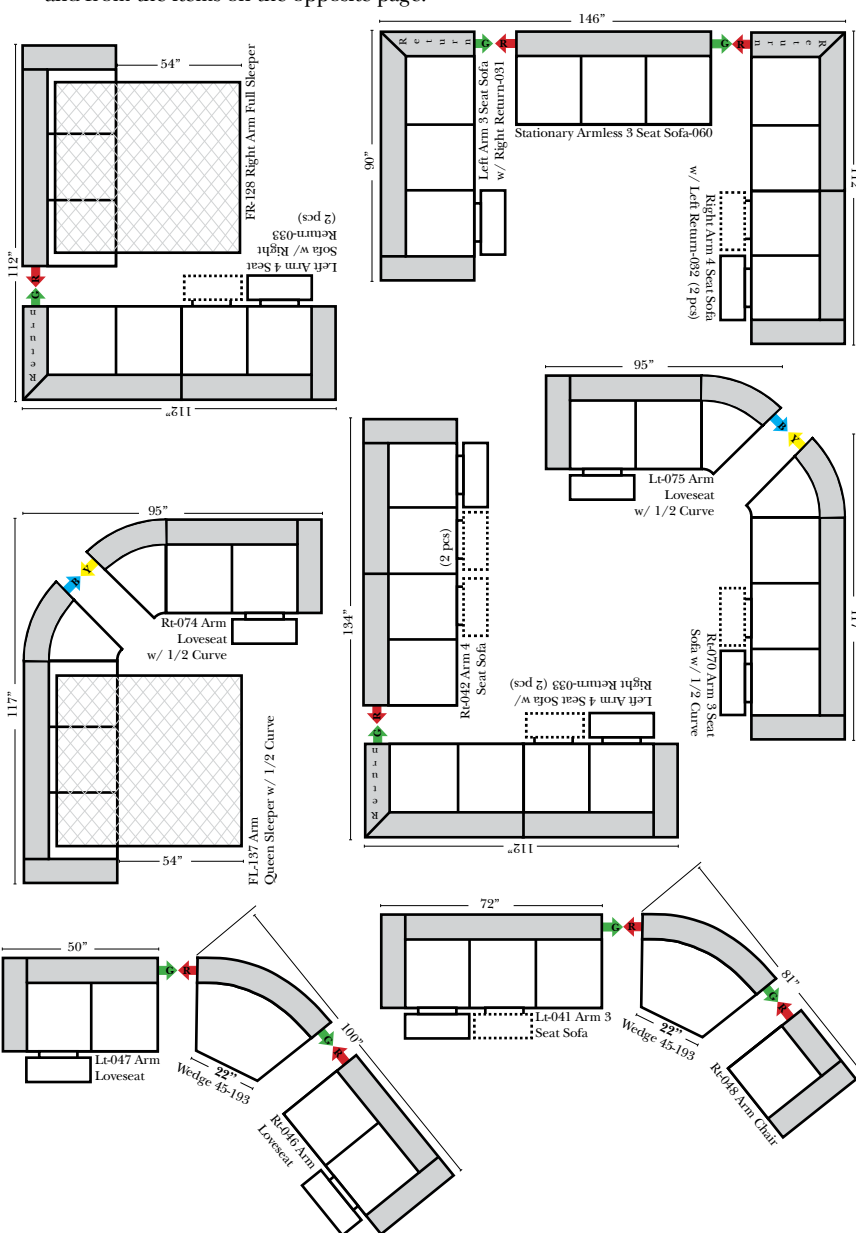 and from the items on the opposite page.
54”
FR-128 Right Arm Full Sleeper
112”
R
G
Return
Left Arm 4 Seat
Sofa w/ Right
Return-033
(2 pcs)
112”
146”
Return
G
R
G
R
Return
90”
Left Arm 3 Seat Sofa
w/ Right Return-031
Stationary Armless 3 Seat Sofa-060
Right Arm 4 Seat Sofa
w/ Left Return-032 (2 pcs)
112”
95”
B
Y
Lt-075 Arm
Loveseat
w/ 1/2 Curve
Rt-070 Arm 3 Seat
Sofa w/ 1/2 Curve
117”
95”
B
Y
Rt-074 Arm
Loveseat
w/ 1/2 Curve
117”
54”
FL-137 Arm
Queen Sleeper w/ 1/2 Curve
134”
(2 pcs)
Rt-042 Arm 4
Seat Sofa
R
G
Return
Left Arm 4 Seat Sofa w/
Right Return-033 (2 pcs)
112”
50”
G
R
Lt-047 Arm
Loveseat
22”
Wedge 45-193
G
R
100”
Rt-046 Arm
Loveseat
72”
G
R
Lt-041 Arm 3
Seat Sofa
22”
Wedge 45-193
G
R
81”
Rt-048 Arm Chair